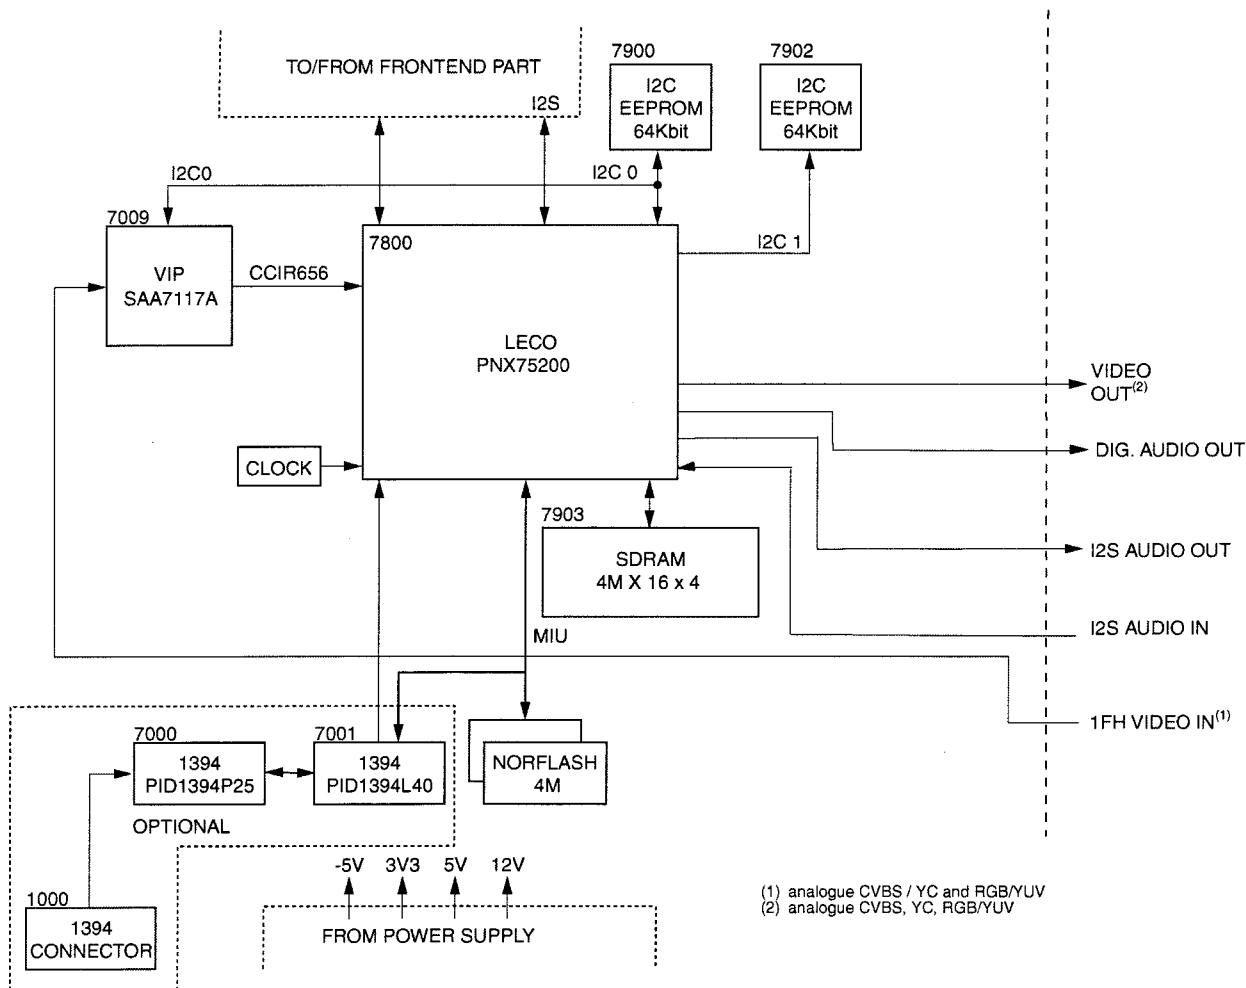 7900
7902
TO/FROM FRONTEND PART
I2C
EEPROM
64Kbit
I2C
EEPROM
64Kbit
I2S
I2C0
I2C 0
7009
7800
I2C 1
VIP
SAA7117A
CCIR656
LECO
PNX75200
VIDEO
OUT(2)
DIG. AUDIO OUT
CLOCK
7903
SDRAM
4M X 16 x 4
I2S AUDIO OUT
I2S AUDIO IN
MIU
1FH VIDEO IN(1)
7000
7001
1394
PID1394P25
1394
PID1394L40
NORFLASH
4M
OPTIONAL
-5V 3V3 5V 12V
1000
1394
CONNECTOR
FROM POWER SUPPLY
(1) analogue CVBS / YC and RGB/YUV
(2) analogue CVBS, YC, RGB/YUV